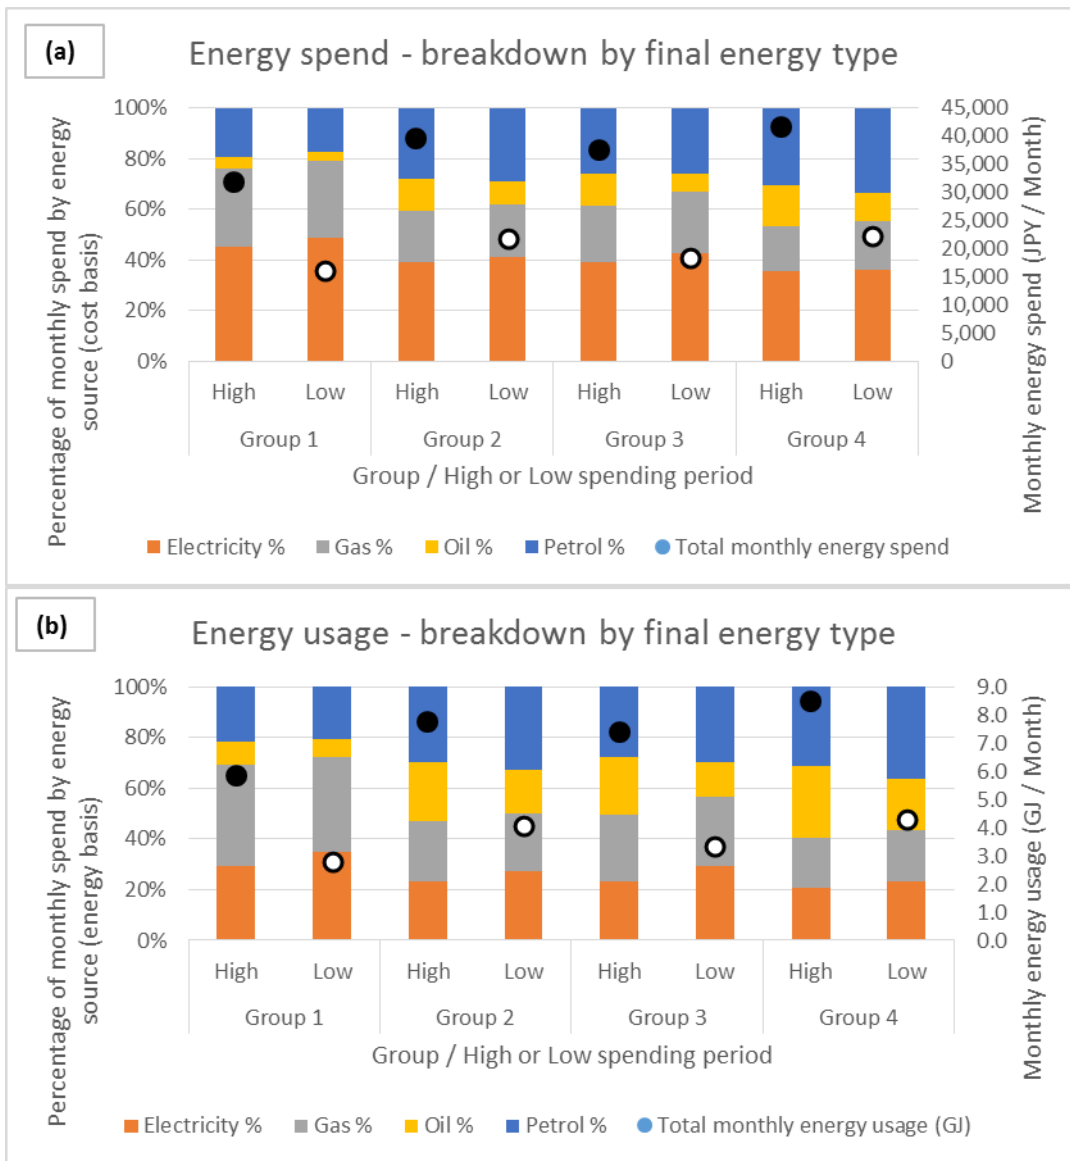 (a)
Energy spend - breakdown by final energy type
Percentage of monthly spend by energy
source (cost basis)
100%
80%
60%
40%
20%
0%
45,000
40,000
35,000
30,000
25,000
20,000
15,000
10,000
5,000
0
Monthly energy spend (JPY / Month)
High Low High Low High Low High Low
Group 1 Group 2 Group 3 Group 4
Group / High or Low spending period
Electricity % Gas % Oil % Petrol % Total monthly energy spend
(b)
Energy usage - breakdown by final energy type
Percentage of monthly spend by energy
source (energy basis)
100%
80%
60%
40%
20%
0%
9.0
8.0
7.0
6.0
5.0
4.0
3.0
2.0
1.0
0.0
Monthly energy usage (GJ / Month)
High Low High Low High Low High Low
Group 1 Group 2 Group 3 Group 4
Group / High or Low spending period
Electricity % Gas % Oil % Petrol % Total monthly energy usage (GJ)